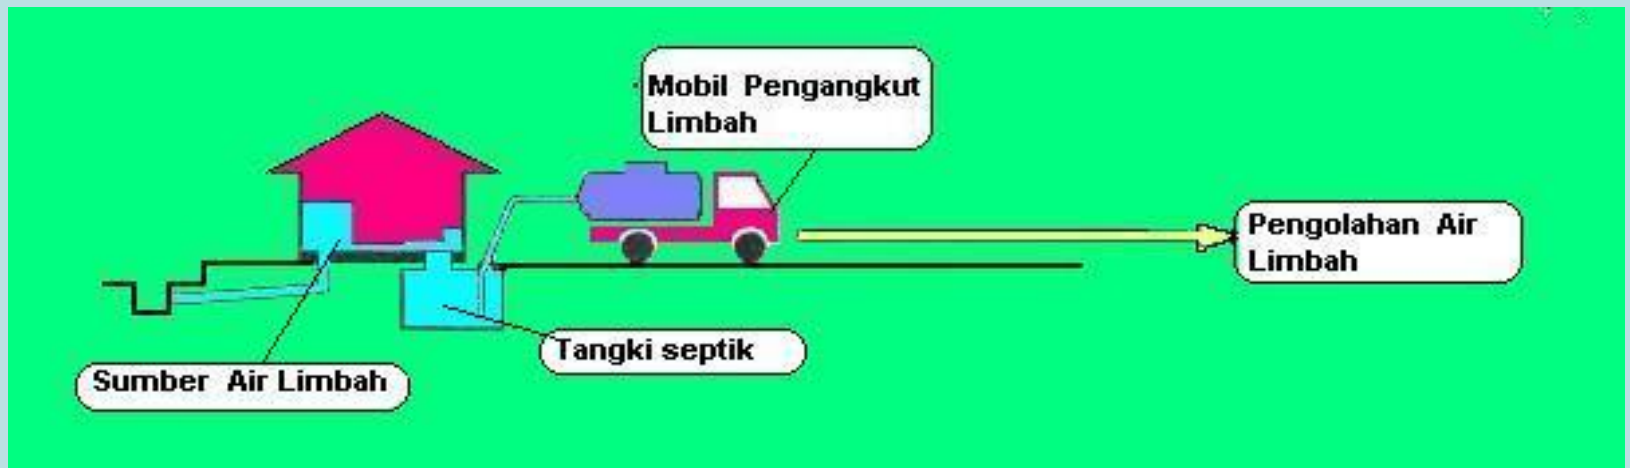 Mobil Pengangkut
Limbah
Pengolahan Air
Limbah
Tangki septik
Sumber Air Limbah